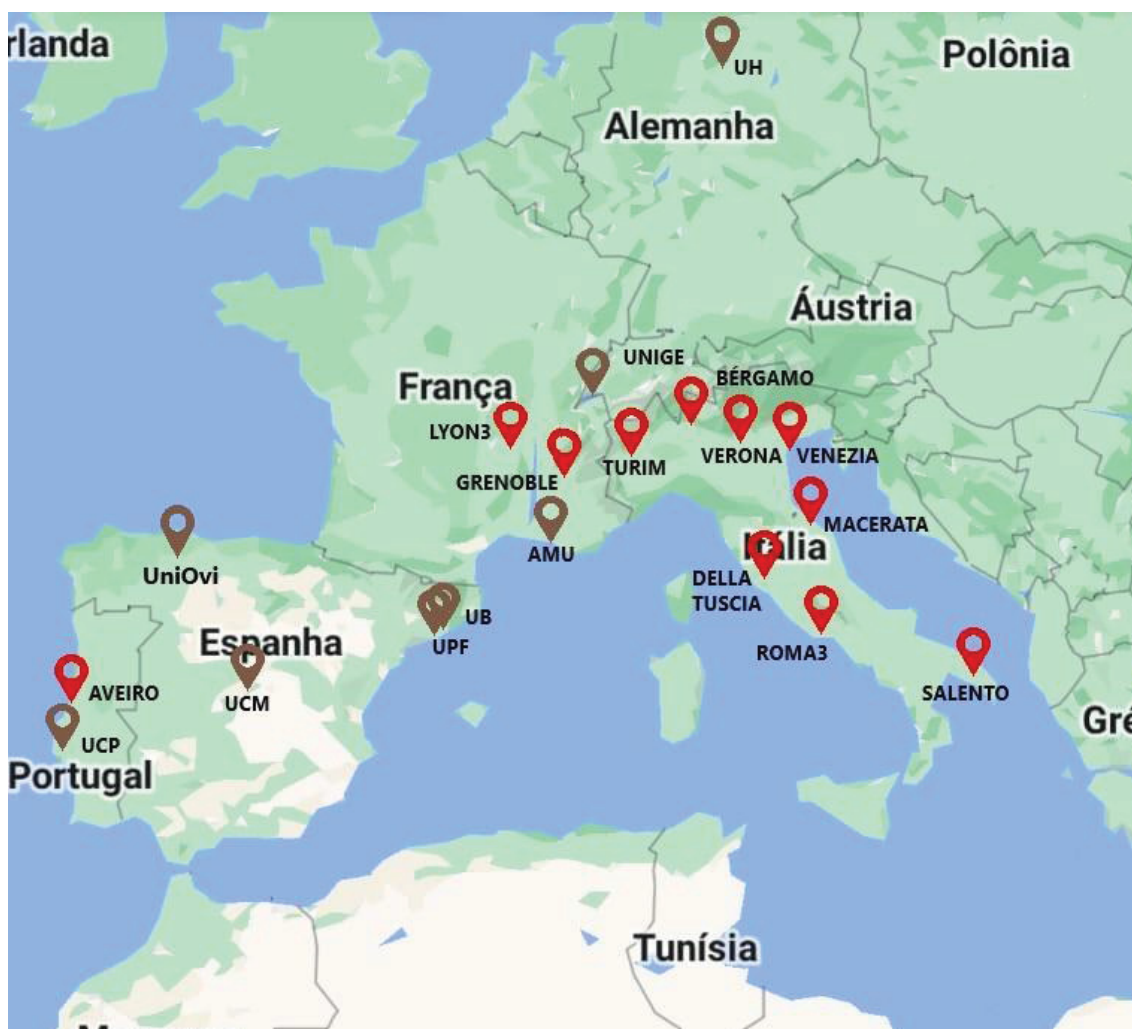 rlanda
Polônia
UH
Alemanha
Áustria
UNIGE
BÉRGAMO
França
LYON3
VERONA
VENEZIA
TURIM
GRENOBLE
MACERATA
AMU
Itália
UniOvi
DELLA
TUSCIA
UB
Espanha
UPF
ROMA3
AVEIRO
UCM
SALENTO
UCP
Gré
Portugal
Tunísia